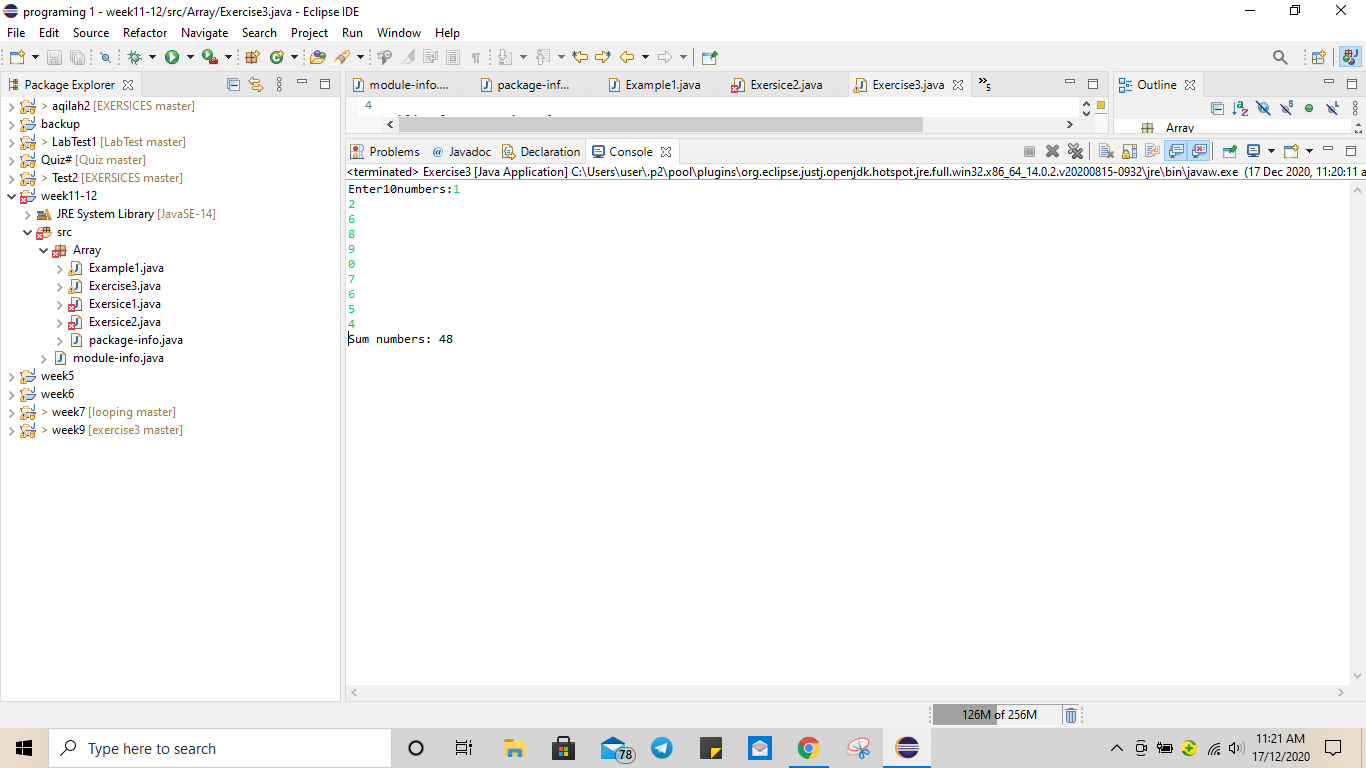 programing 1 - week11-12/src/Array/Exercise3.java - Eclipse IDE
File Edit Source Refactor Navigate Search Project Run Window Help
Package Explorer
> aqilah2 [EXERSICES master]
backup
> LabTest1 [LabTest master]
Quiz# [Quiz master]
> Test2 [EXERSICES master]
week11-12
JRE System Library [JavaSE-14]
src
Array
Example1.java
Exercise3.java
Exersice1.java
Exersice2.java
package-info.java
module-info.java
week5
week6
> week7 [looping master]
> week9 [exercise3 master]
module-info....
package-inf...
Example1.java
Exersice2.java
Exercise3.java
»5
4
Outline
Array
Problems
@ Javadoc
Declaration
Console
<terminated> Exercise3 [Java Application] C:\Users\user\.p2\pool\plugins\org.eclipse.justj.openjdk.hotspot.jre.full.win32.x86_64_14.0.2.v20200815-0932\jre\bin\javaw.exe (17 Dec 2020, 11:20:11 a
Enter10numbers:1
2
6
8
9
0
7
6
5
4
Sum numbers: 48
126M of 256M
Type here to search
78
11:21 AM
17/12/2020